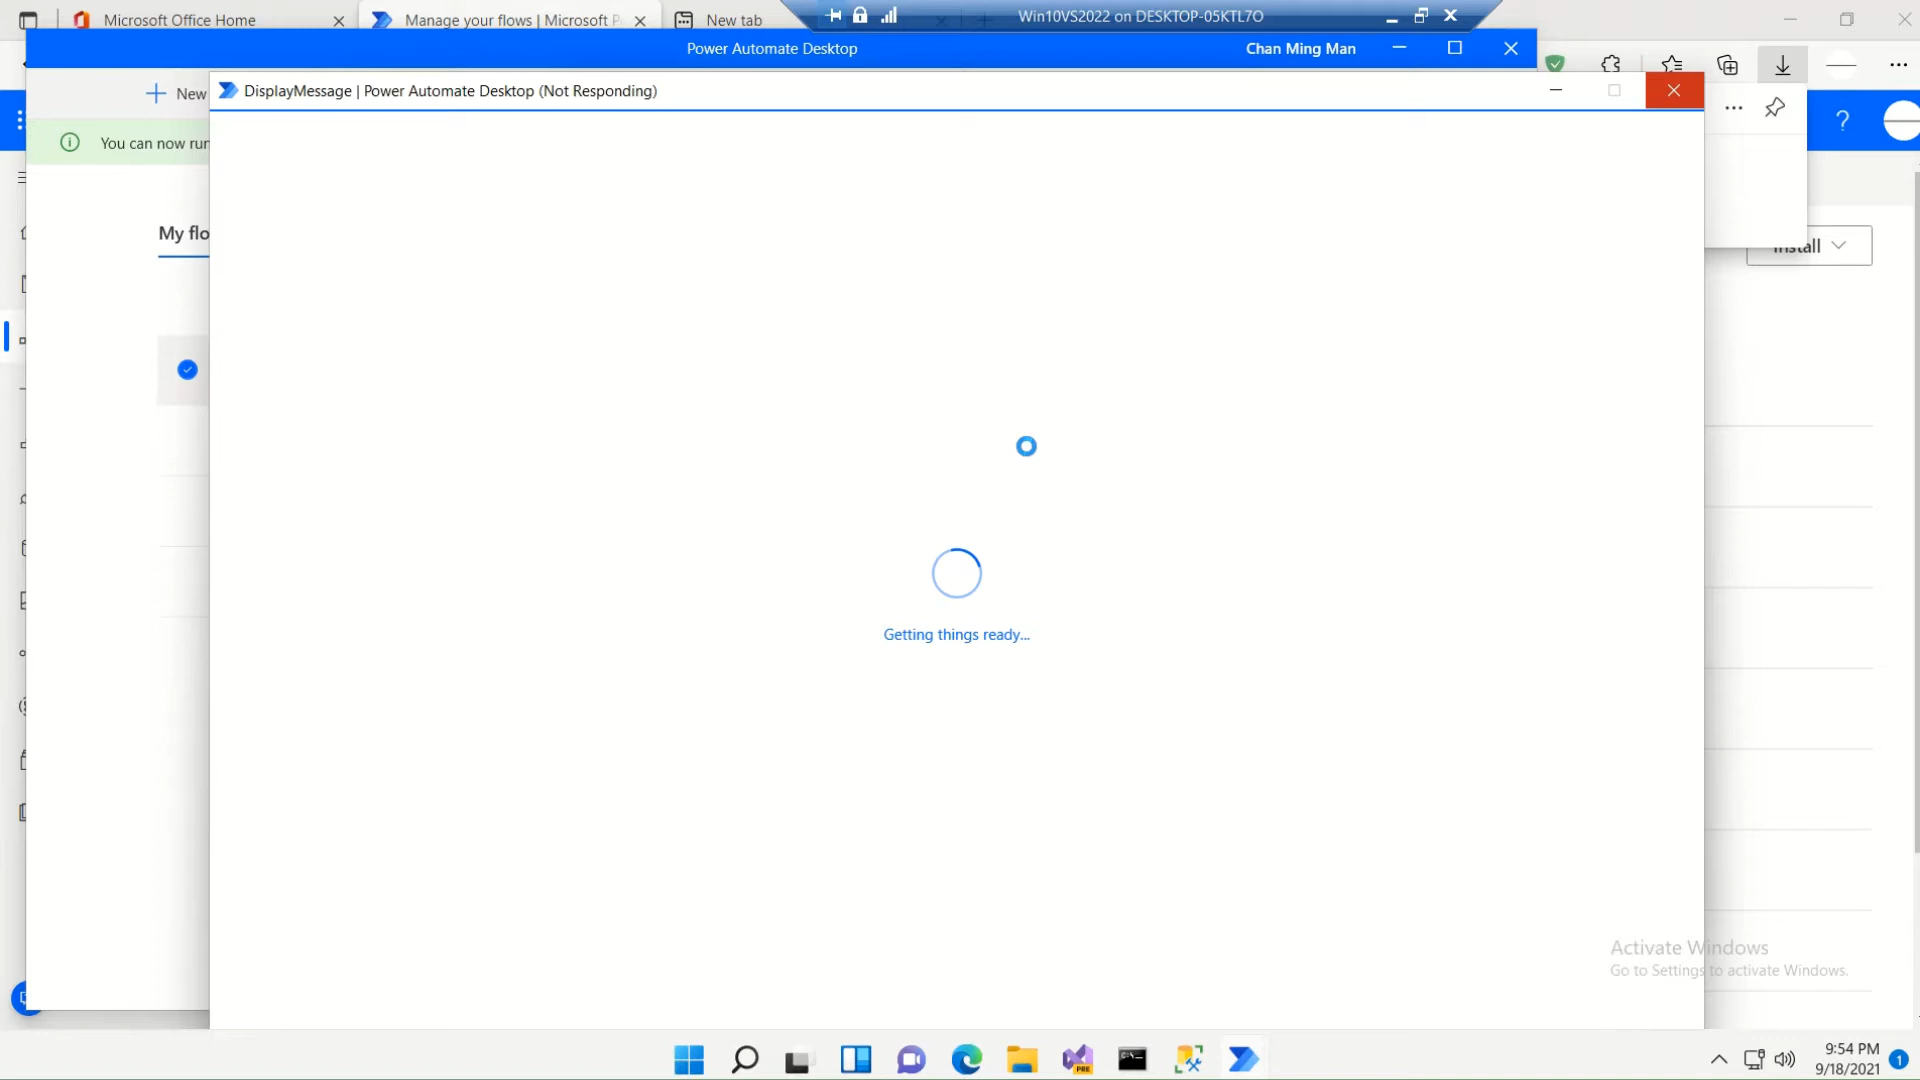 Microsoft Office Home
Manage your flows | Microsoft P
New tab
Win10VS2022 on DESKTOP-05KTL7O
Power Automate Desktop
Chan Ming Man
New
DisplayMessage | Power Automate Desktop (Not Responding)
You can now run
My flo
Install
Getting things ready...
Activate Windows
Go to Settings to activate Windows.
PRE
9:54 PM
9/18/2021
1